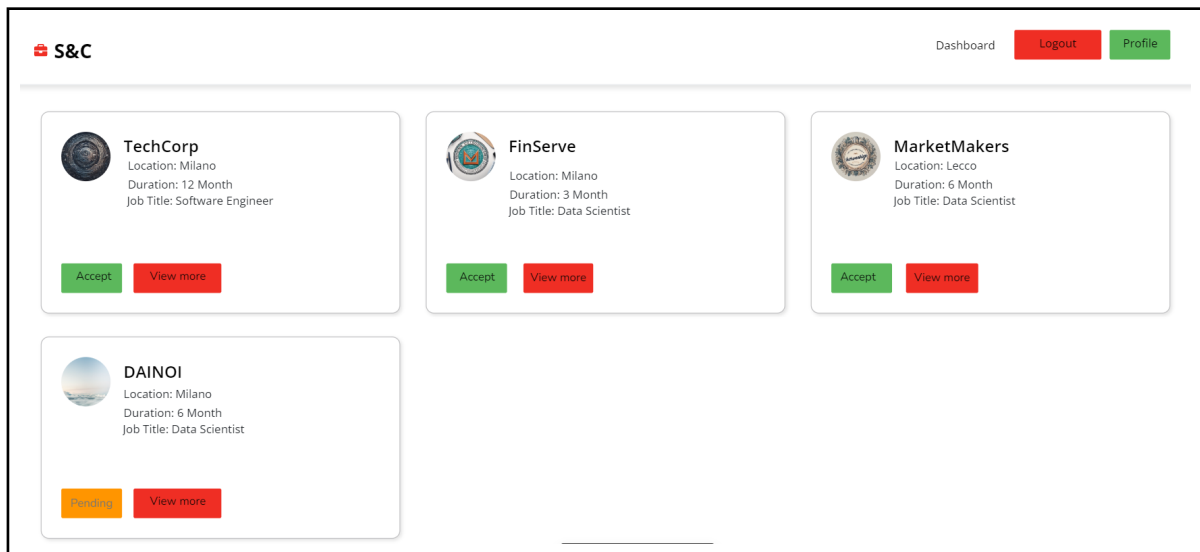 S&C
Dashboard
Logout
Profile
TechCorp
Location: Milano
Duration: 12 Month
Job Title: Software Engineer
Accept
View more
FinServe
Location: Milano
Duration: 3 Month
Job Title: Data Scientist
Accept
View more
MarketMakers
Location: Lecco
Duration: 6 Month
Job Title: Data Scientist
Accept
View more
DAINOI
Location: Milano
Duration: 6 Month
Job Title: Data Scientist
Pending
View more